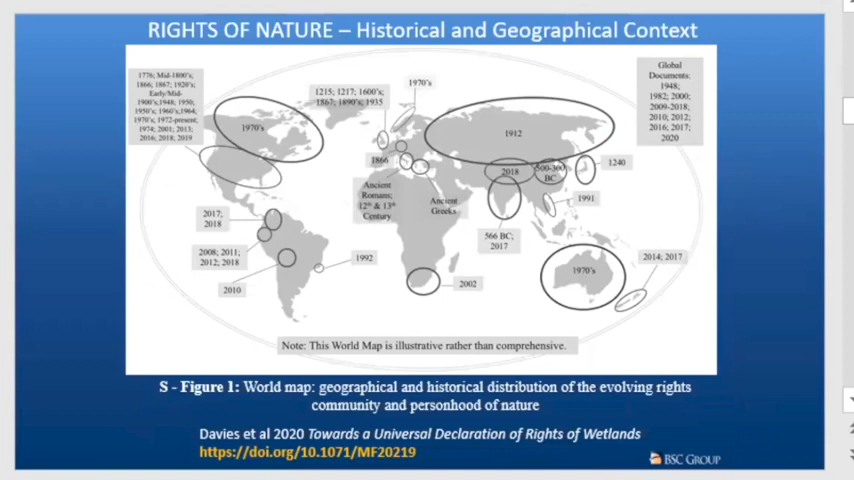 RIGHTS OF NATURE – Historical and Geographical Context
1776; Mid-1800's;
1866; 1867; 1920's;
Early/Mid-
1900's,1948; 1950;
1950's; 1960's,1964;
1970's; 1972-present;
1974; 2001; 2013;
2016; 2018; 2019
1970's
1215; 1217; 1600's;
1867; 1890's; 1935
1970's
Global
Documents:
1948;
1982; 2000;
2009-2018;
2010; 2012;
2016; 2017;
2020
1912
1866
2018
500-300
BC
1240
Ancient
Romans;
12th & 13th
Century
Ancient
Greeks
1991
2017;
2018
566 BC;
2017
2008; 2011;
2012; 2018
1992
2010
2002
1970's
2014; 2017
Note: This World Map is illustrative rather than comprehensive.
S - Figure 1: World map: geographical and historical distribution of the evolving rights
community and personhood of nature
Davies et al 2020 Towards a Universal Declaration of Rights of Wetlands
https://doi.org/10.1071/MF20219
BSC GROUP